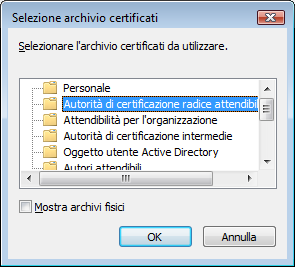 Selezione archivio certificati
Selezionare l'archivio certificati da utilizzare.
Personale
Autorità di certificazione radice attendibi
Attendibilità per l'organizzazione
Autorità di certificazione intermedie
Oggetto utente Active Directory
Autori attendibili
Mostra archivi fisici
OK
Annulla